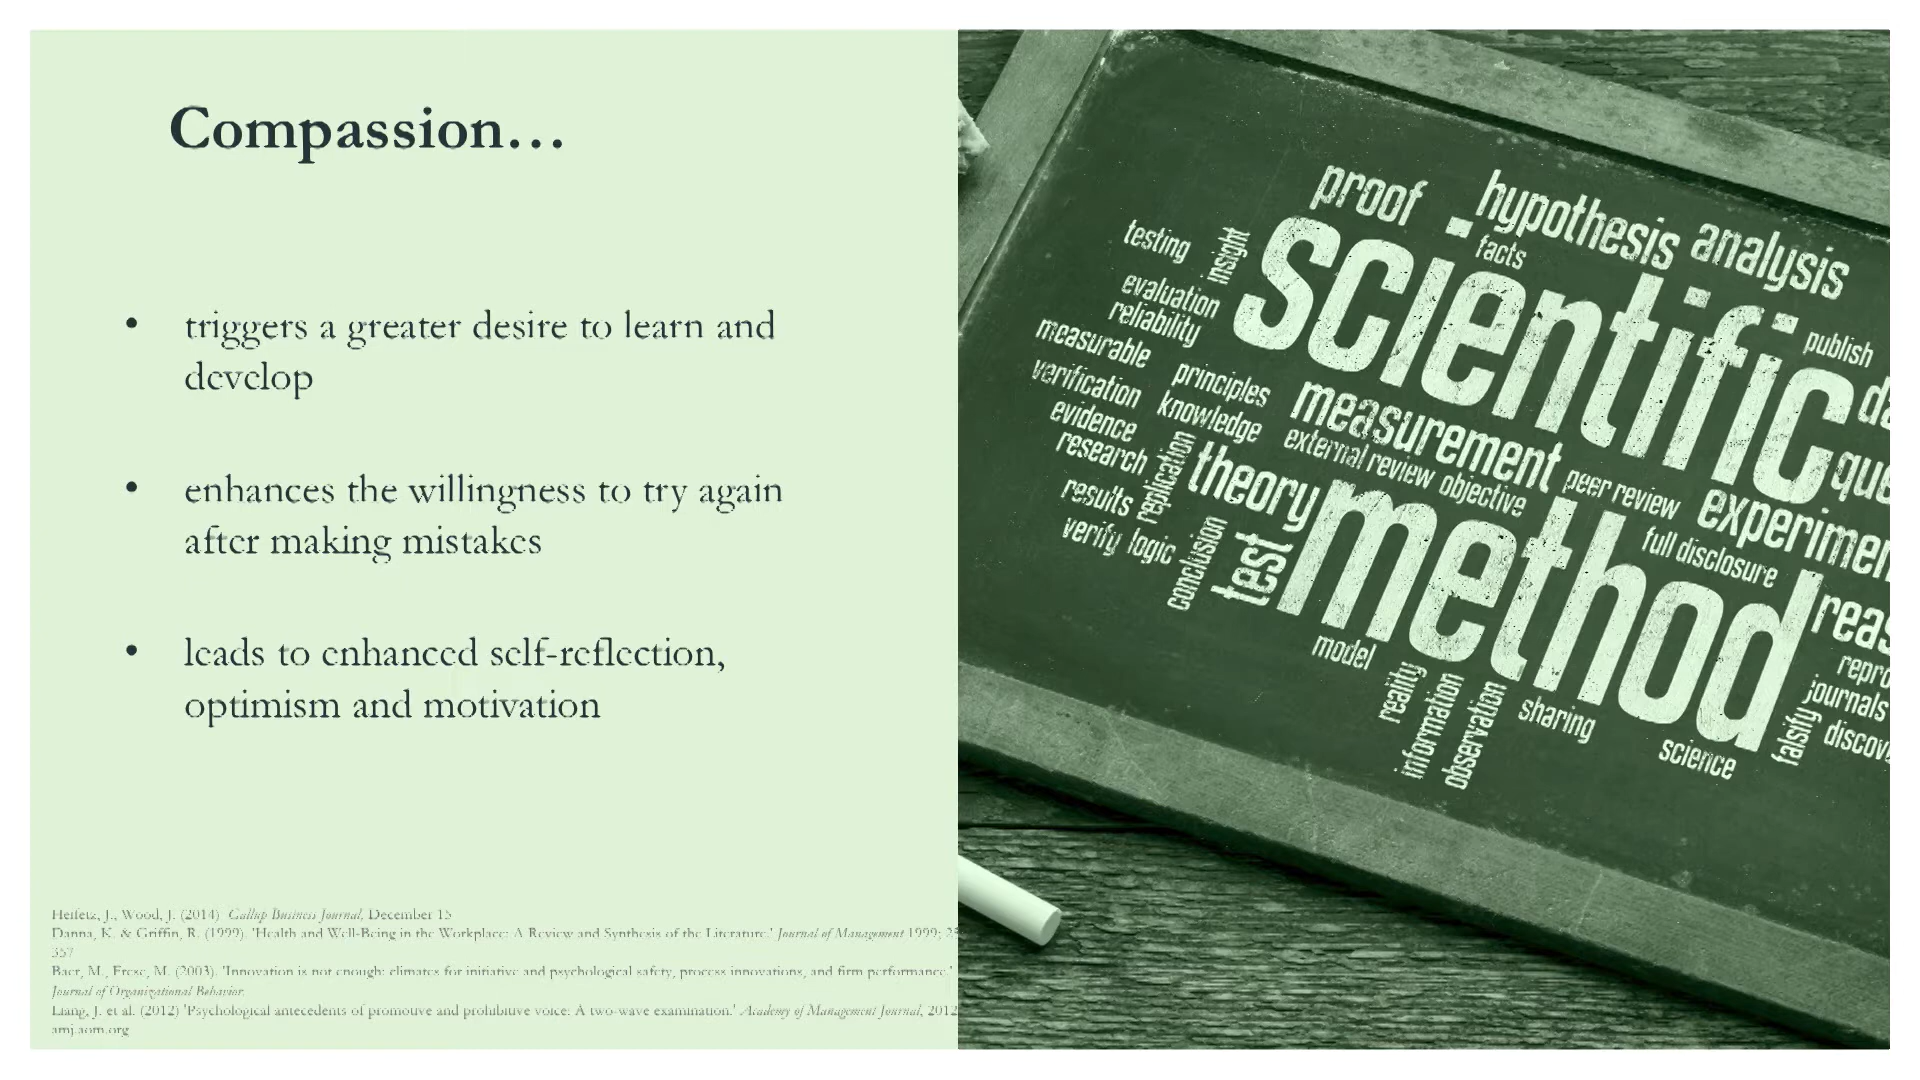 Compassion…
• triggers a greater desire to learn and
develop
• enhances the willingness to try again
after making mistakes
• leads to enhanced self-reflection,
optimism and motivation
Heifetz, J., Wood, J. (2014) Gallup Business Journal, December 15
Danna, K. & Griffin, R. (1999). 'Health and Well-Being in the Workplace: A Review and Synthesis of the Literature.' Journal of Management 1999;
357
Baer, M., Frese, M. (2003). 'Innovation is not enough: climates for initiative and psychological safety, process innovations, and firm performance.'
Journal of Organizational Behavior.
Liang, J. et al. (2012) 'Psychological antecedents of promotive and prohibitive voice: A two-wave examination.' Academy of Management Journal, 2012
amj.aom.org
proof
hypothesis
analysis
testing
insight
facts
scientific
evaluation
reliability
publish
measurable
verification
principles
measurement
evidence
knowledge
external review
objective
peer review
research
replication
theory
method
experimen
results
verify
logic
conclusion
test
full disclosure
reas
model
reality
information
observation
sharing
science
falsify
repro
journals
discov
da
que